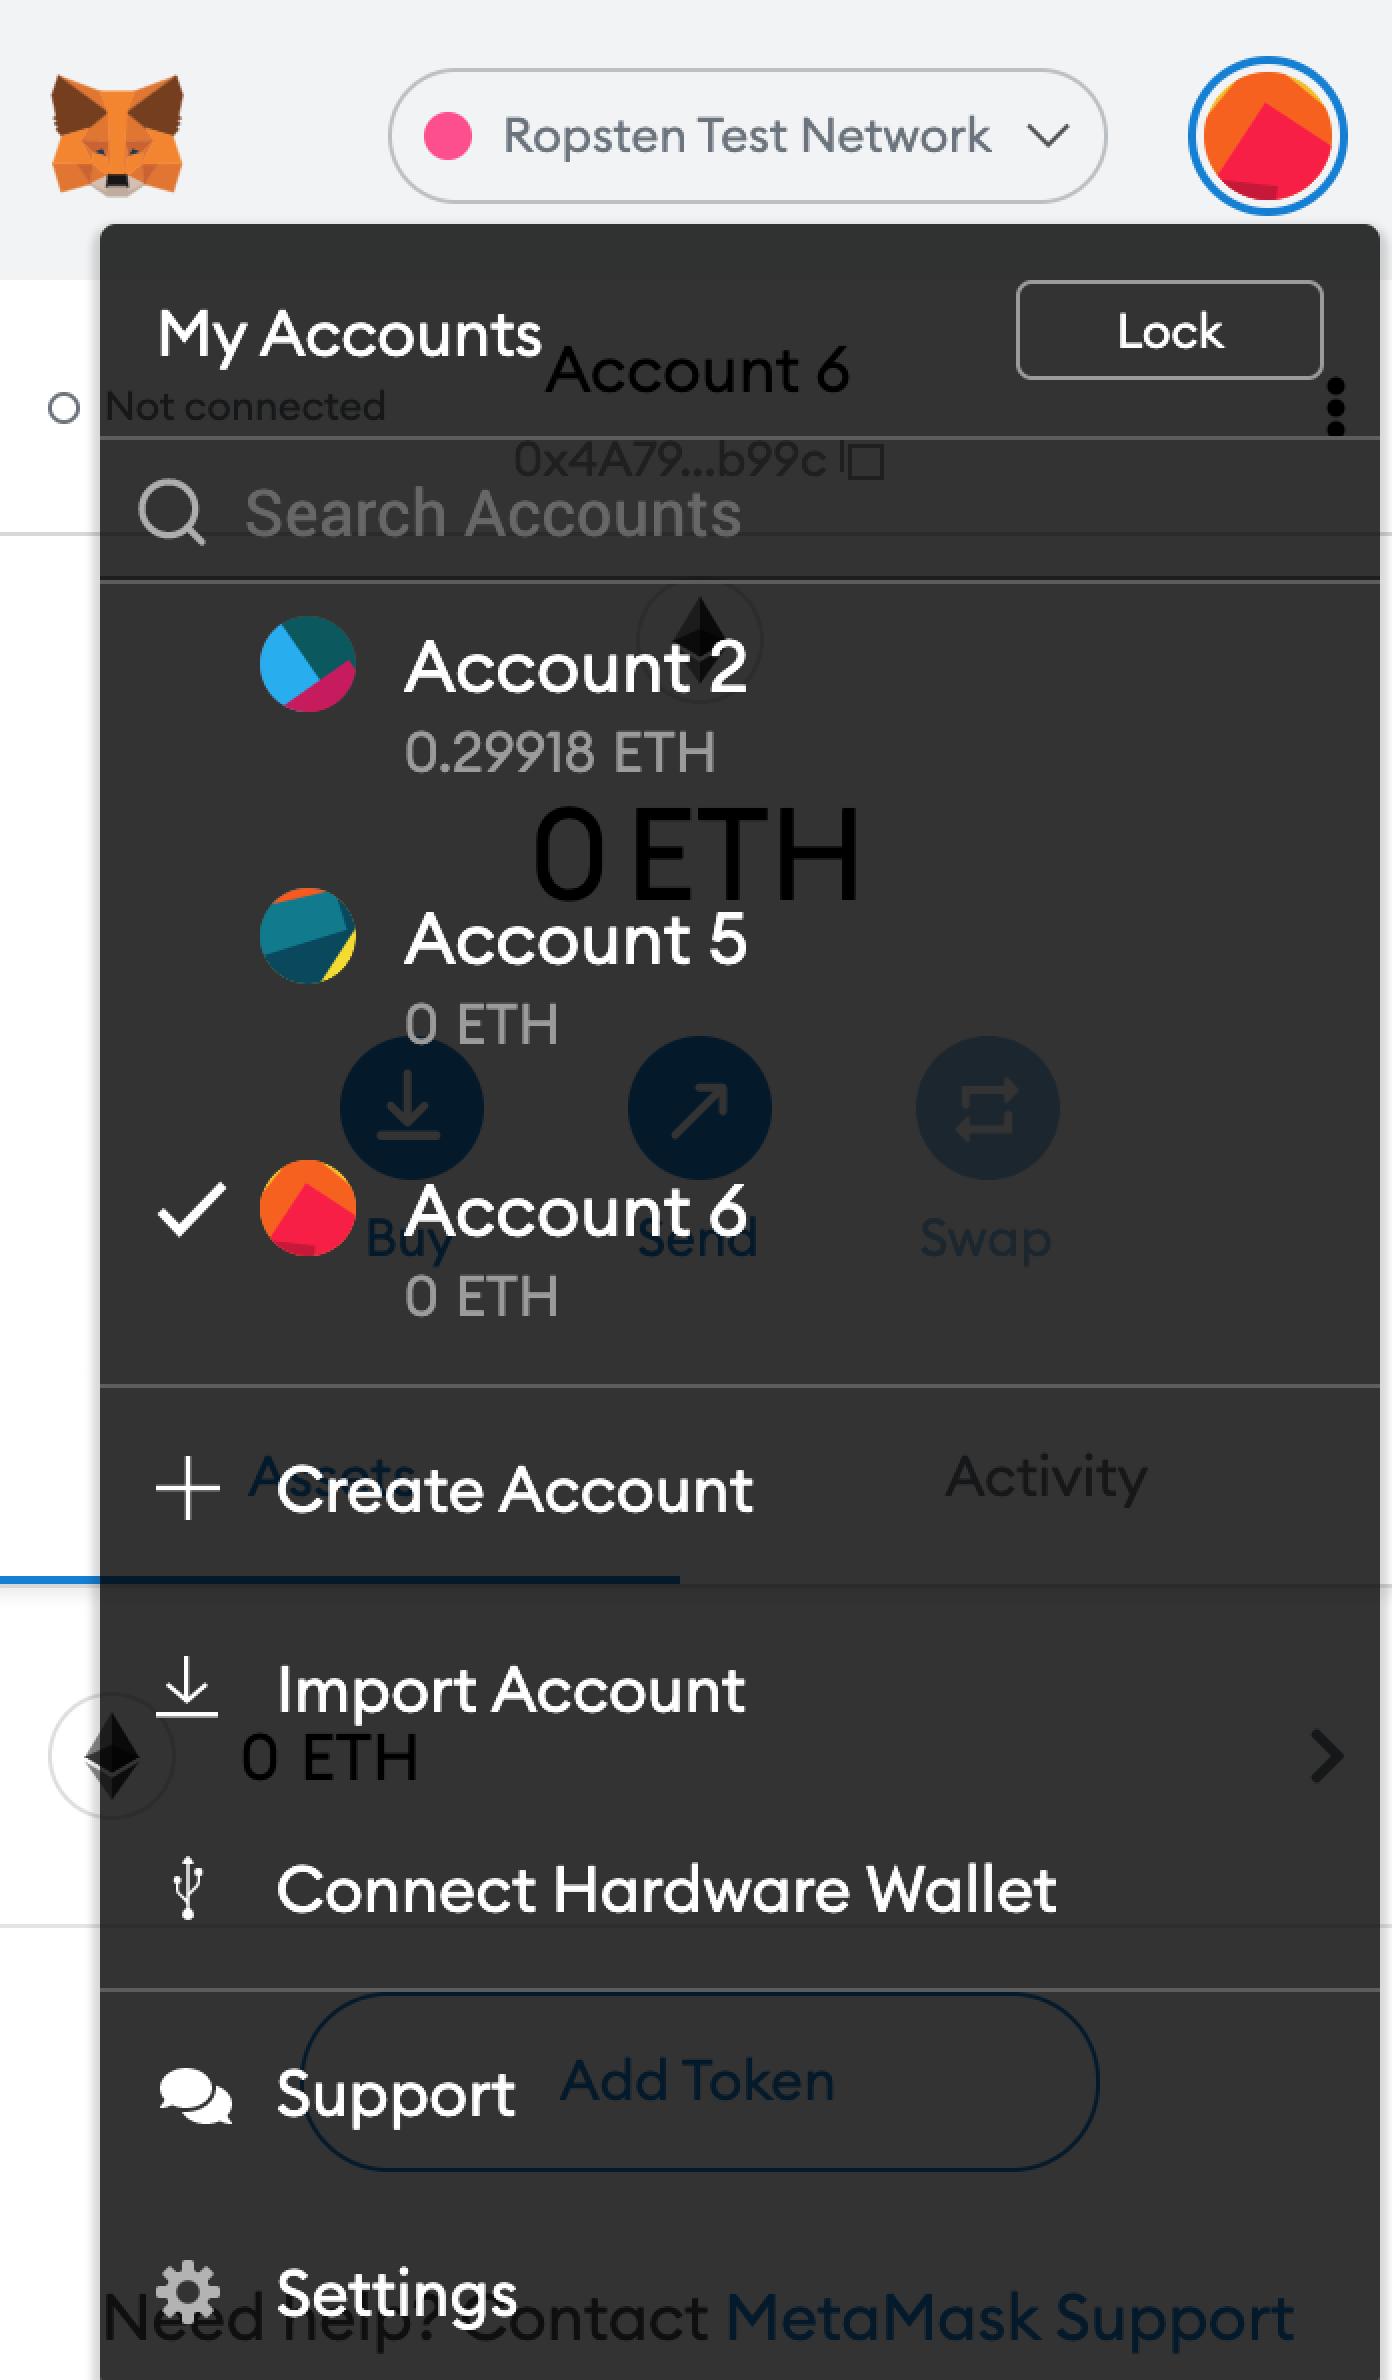 Ropsten Test Network
My Accounts
Lock
Account 6
Not connected
0x4A79...b99c
Search Accounts
Account 2
0.29918 ETH
0 ETH
Account 5
0 ETH
Account 6
Buy
Send
Swap
0 ETH
Assets
Create Account
Activity
Import Account
0 ETH
Connect Hardware Wallet
Add Token
Support
Settings
Need help? Contact MetaMask Support